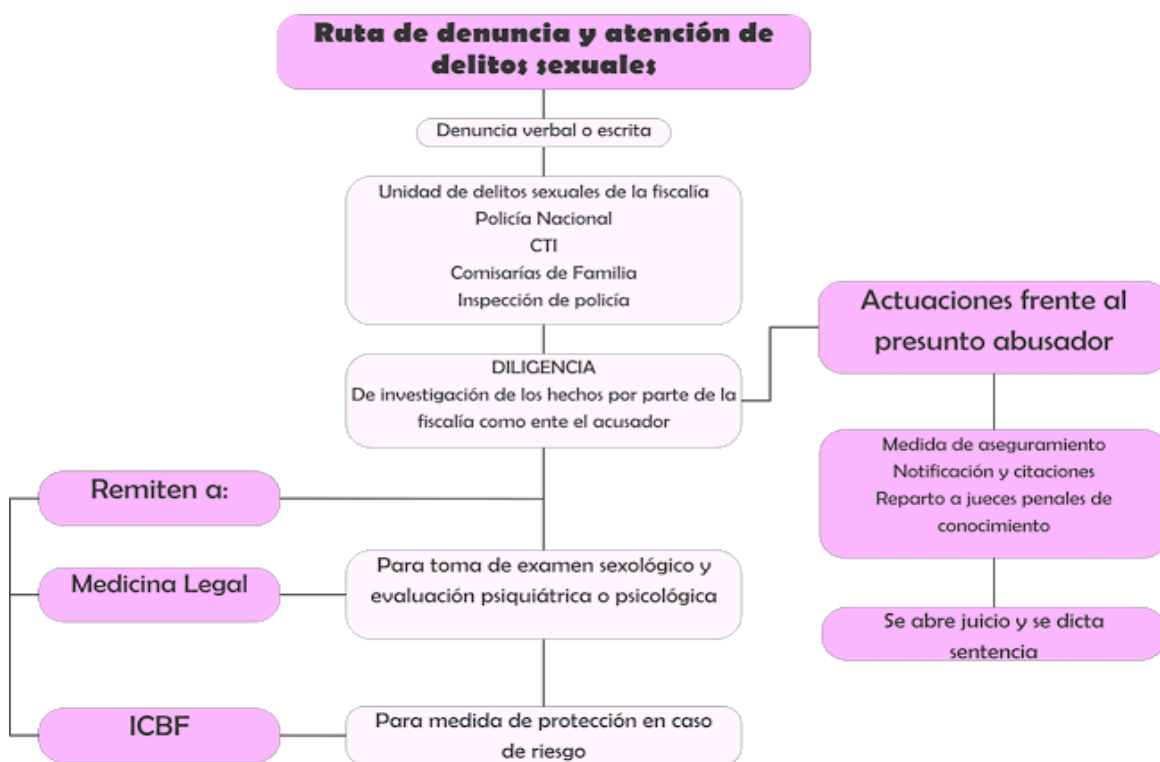 Ruta de denuncia y atención de
delitos sexuales
Denuncia verbal o escrita
Unidad de delitos sexuales de la fiscalía
Policía Nacional
CTI
Comisarías de Familia
Inspección de policía
DILIGENCIA
De investigación de los hechos por parte de la
fiscalía como ente el acusador
Actuaciones frente al
presunto abusador
Medida de aseguramiento
Notificación y citaciones
Reparto a jueces penales de
conocimiento
Se abre juicio y se dicta
sentencia
Remiten a:
Medicina Legal
Para toma de examen sexológico y
evaluación psiquiátrica o psicológica
ICBF
Para medida de protección en caso
de riesgo